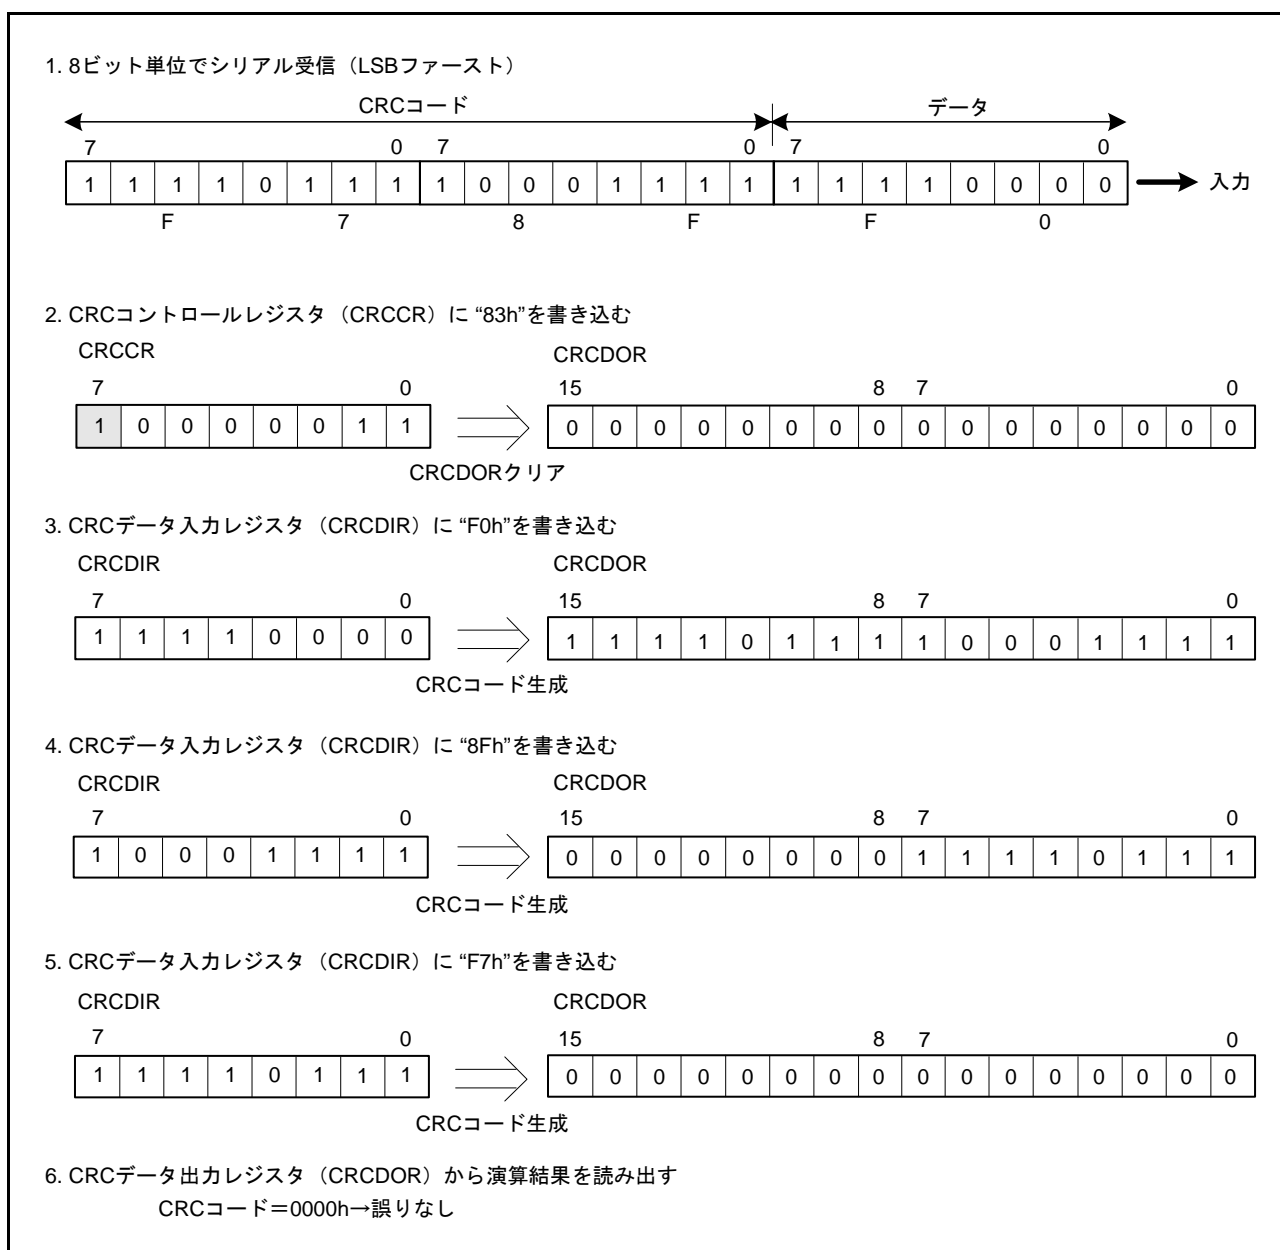 1. 8ビット単位でシリアル受信（LSBファースト）
CRCコード データ
7 0 7 0 7 0
1 1 1 1 0 1 1 1 1 0 0 0 1 1 1 1 1 1 1 1 0 0 0 0 入力
F 7 8 F F 0
2. CRCコントロールレジスタ（CRCCR）に “83h”を書き込む
CRCCR CRCDOR
7 0 15 8 7 0
1 0 0 0 0 0 1 1 0 0 0 0 0 0 0 0 0 0 0 0 0 0 0 0
CRCDORクリア
3. CRCデータ入力レジスタ（CRCDIR）に “F0h”を書き込む
CRCDIR CRCDOR
7 0 15 8 7 0
1 1 1 1 0 0 0 0 1 1 1 1 0 1 1 1 1 0 0 0 1 1 1 1
CRCコード生成
4. CRCデータ入力レジスタ（CRCDIR）に “8Fh”を書き込む
CRCDIR CRCDOR
7 0 15 8 7 0
1 0 0 0 1 1 1 1 0 0 0 0 0 0 0 0 1 1 1 1 0 1 1 1
CRCコード生成
5. CRCデータ入力レジスタ（CRCDIR）に “F7h”を書き込む
CRCDIR CRCDOR
7 0 15 8 7 0
1 1 1 1 0 1 1 1 0 0 0 0 0 0 0 0 0 0 0 0 0 0 0 0
CRCコード生成
6. CRCデータ出力レジスタ（CRCDOR）から演算結果を読み出す
CRCコード＝0000h→誤りなし